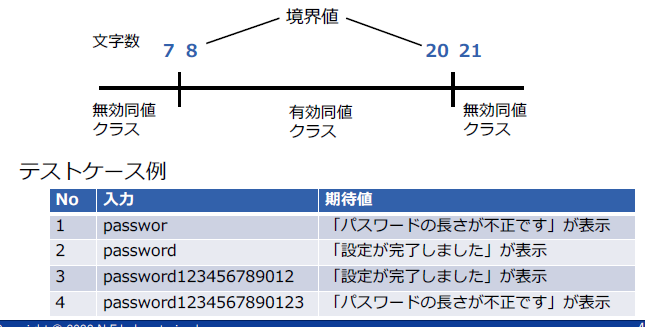 境界値
文字数
7 8
20 21
無効同値
クラス
有効同値
クラス
無効同値
クラス
テストケース例
No 入力 期待値
1 passwor 「パスワードの長さが不正です」が表示
2 password 「設定が完了しました」が表示
3 password123456789012 「設定が完了しました」が表示
4 password1234567890123 「パスワードの長さが不正です」が表示